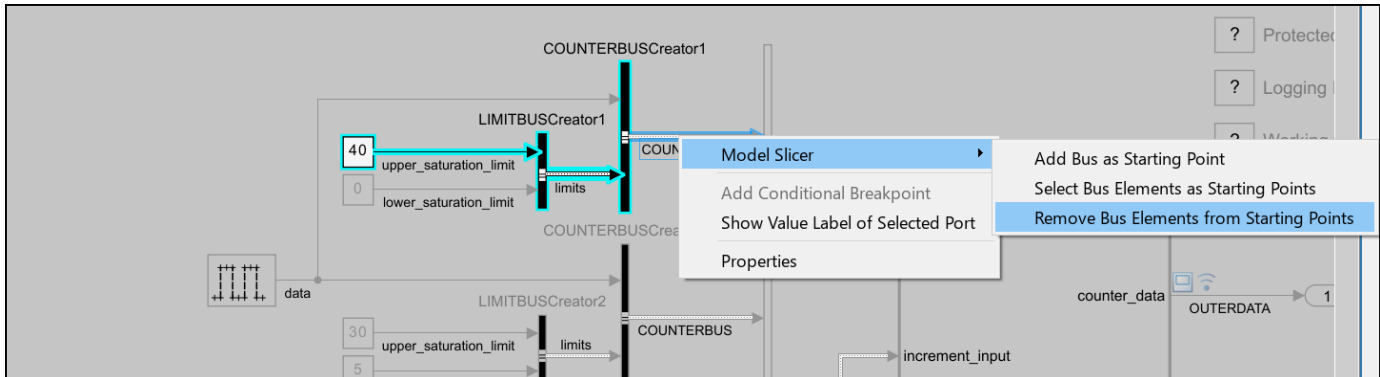 COUNTERBUSCreator1
? Protected
? Logging
LIMITBUSCreator1
40
upper_saturation_limit
0
lower_saturation_limit
limits
COUN
Model Slicer
Add Conditional Breakpoint
Show Value Label of Selected Port
Properties
Add Bus as Starting Point
Select Bus Elements as Starting Points
Remove Bus Elements from Starting Points
COUNTERBUSCrea
data
LIMITBUSCreator2
30
upper_saturation_limit
5
limits
COUNTERBUS
counter_data
1
OUTERDATA
increment_input